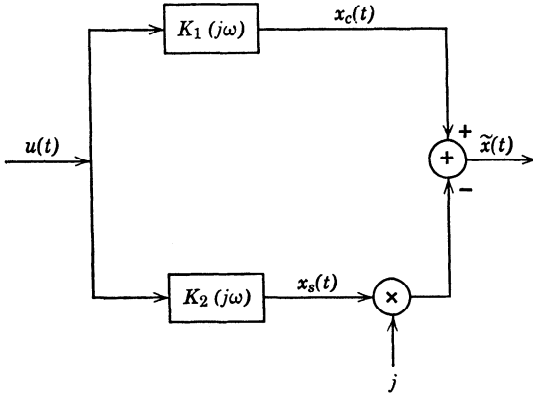 K₁ (jω)
x_c(t)
u(t)
+
+
x̃(t)
−
K₂ (jω)
x_s(t)
×
j